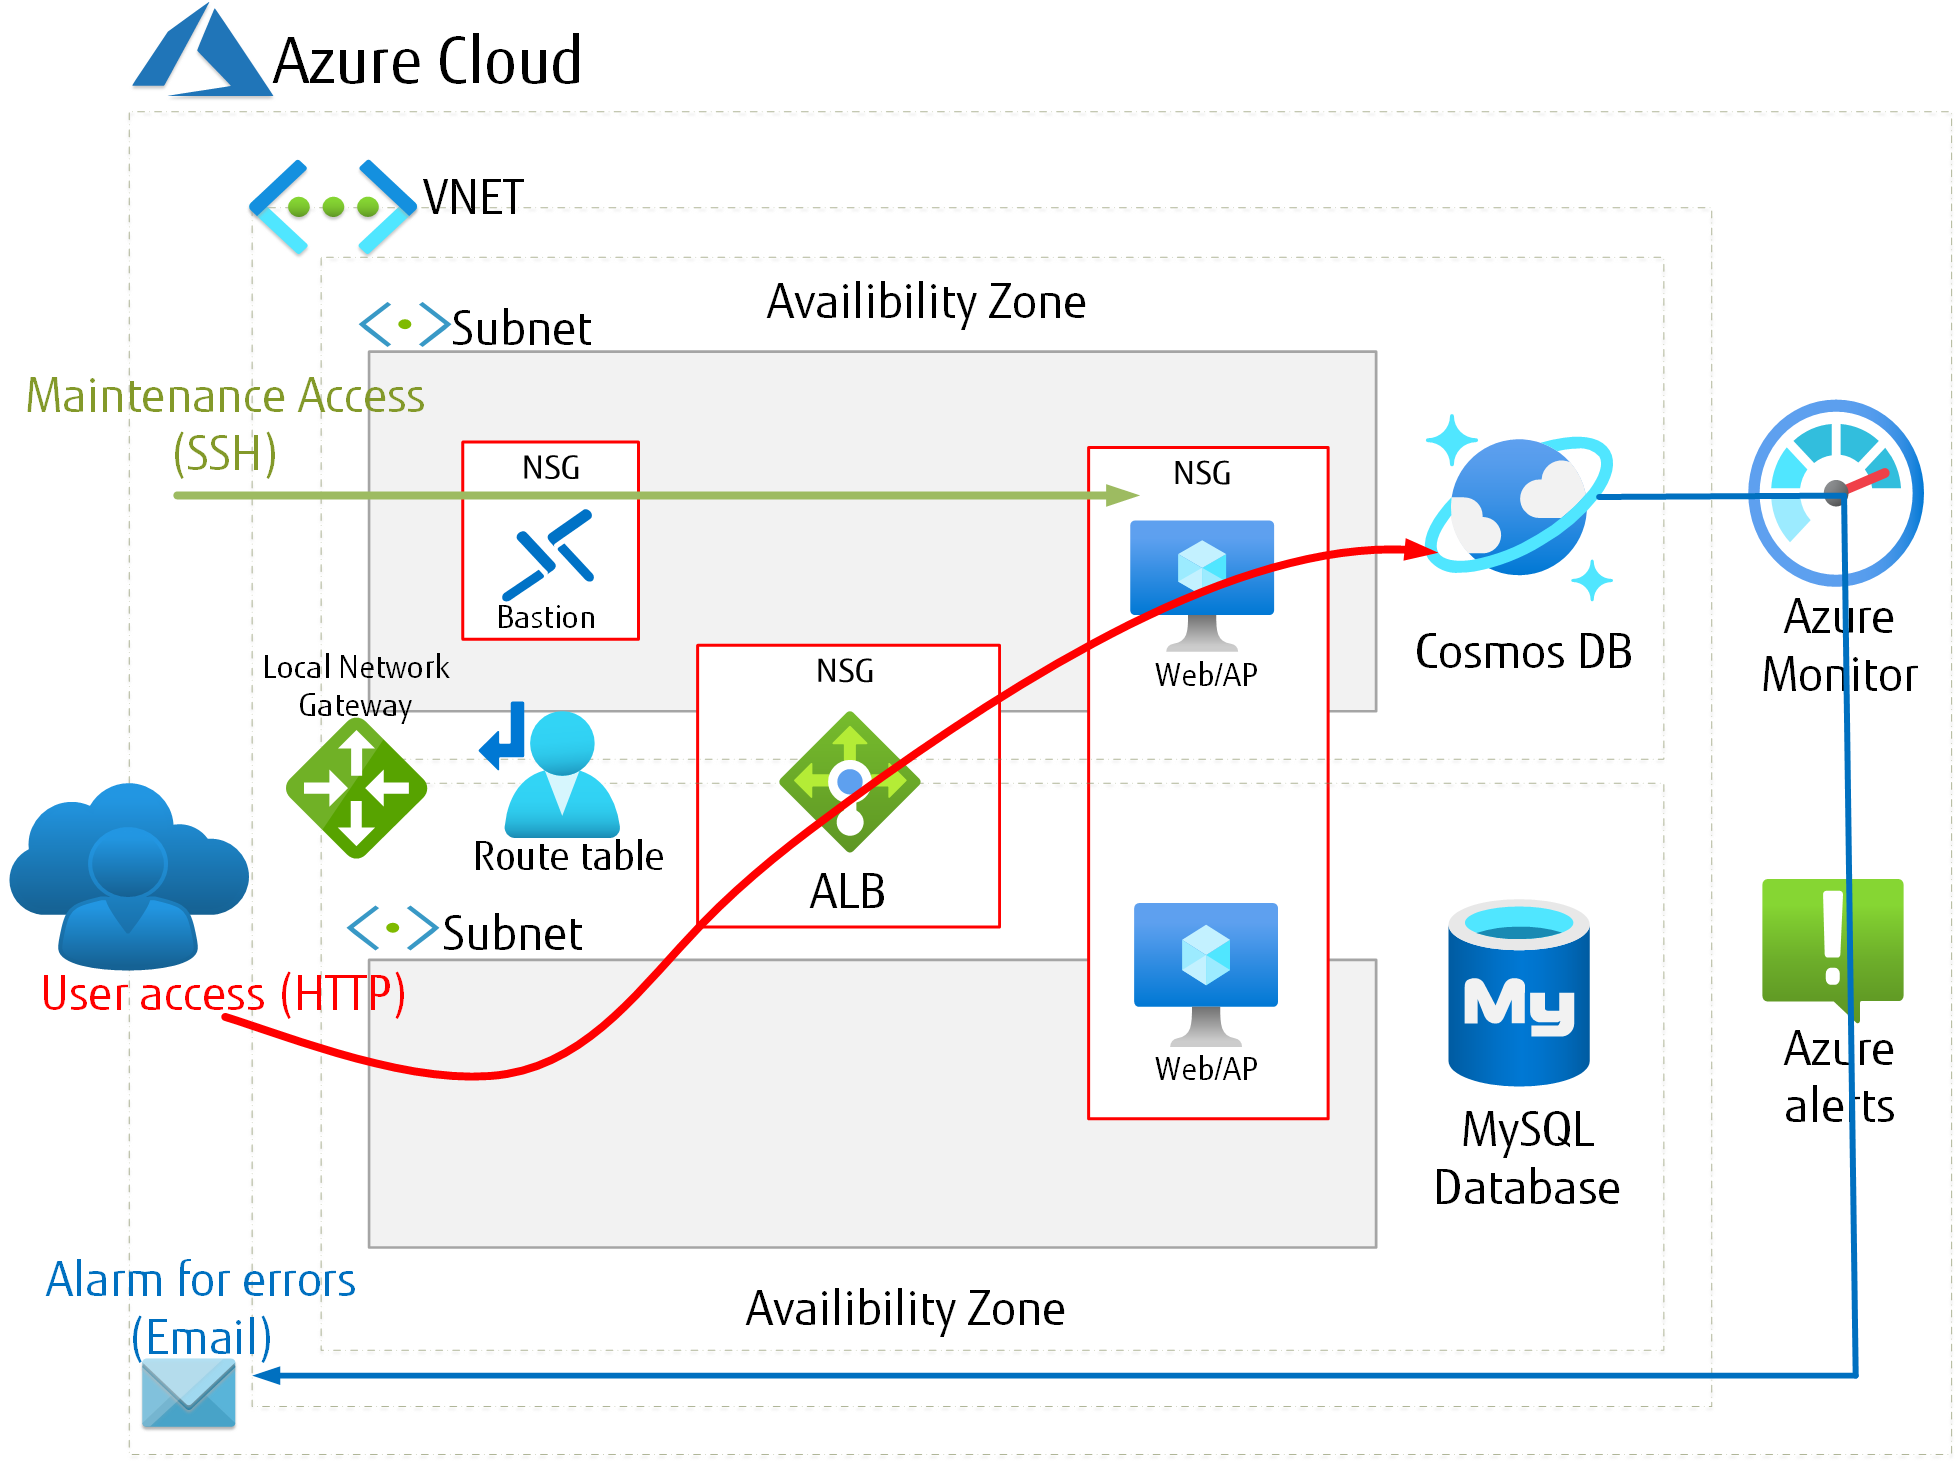 Azure Cloud
VNET
Availibility Zone
Subnet
Maintenance Access
(SSH)
NSG
Bastion
NSG
Web/AP
Cosmos DB
Azure
Monitor
Local Network
Gateway
Route table
NSG
ALB
User access (HTTP)
Subnet
Web/AP
My
MySQL
Database
Azure
alerts
Alarm for errors
(Email)
Availibility Zone